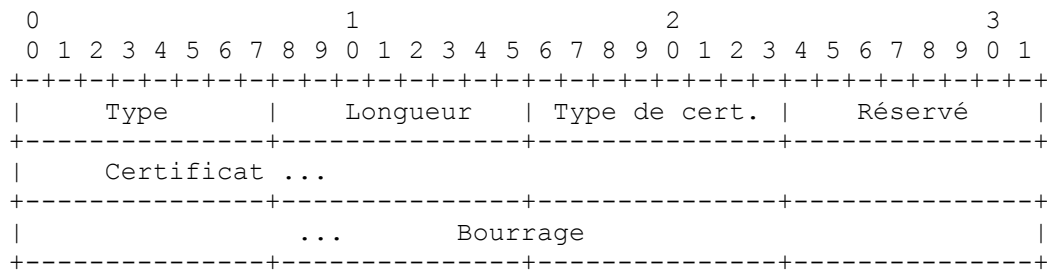 0                   1                   2                   3
0 1 2 3 4 5 6 7 8 9 0 1 2 3 4 5 6 7 8 9 0 1 2 3 4 5 6 7 8 9 0 1
+-+-+-+-+-+-+-+-+-+-+-+-+-+-+-+-+-+-+-+-+-+-+-+-+-+-+-+-+-+-+-+-+
|     Type      |    Longueur   | Type de cert. |    Réservé    |
+---------------+---------------+---------------+---------------+
|     Certificat ...
+---------------+---------------+---------------+---------------+
|                 ...       Bourrage                            |
+---------------+---------------+---------------+---------------+